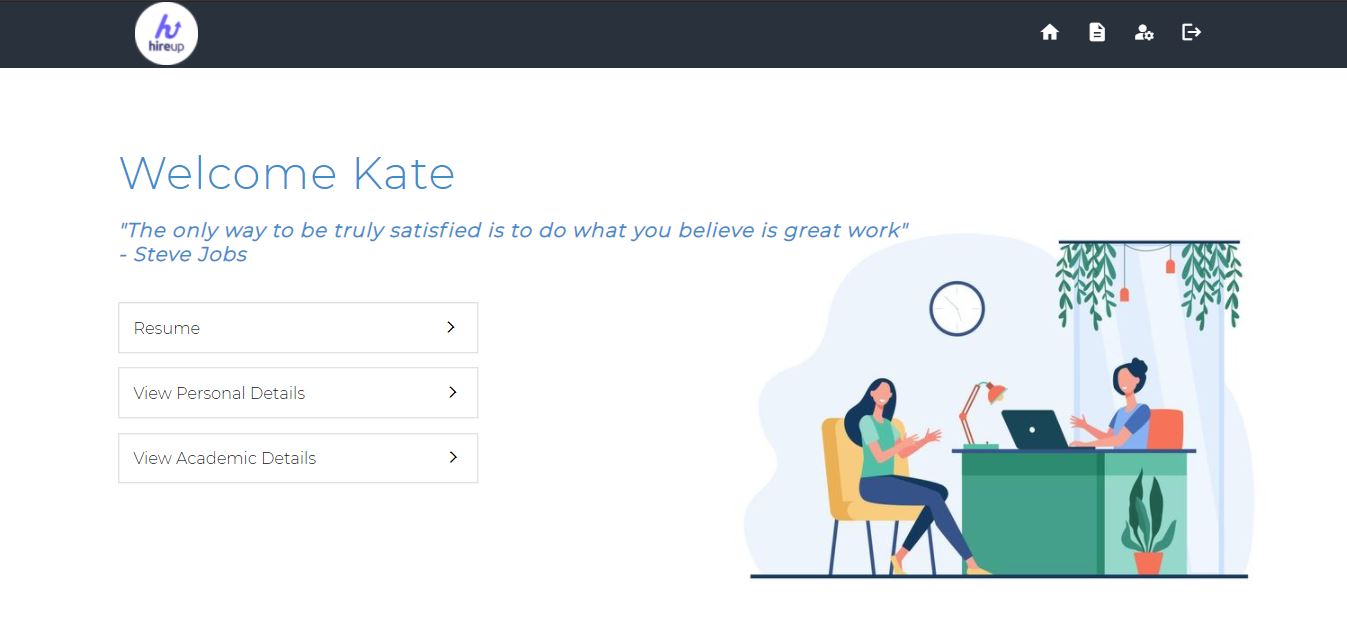 hireup
Welcome Kate
"The only way to be truly satisfied is to do what you believe is great work"
- Steve Jobs
Resume
View Personal Details
View Academic Details